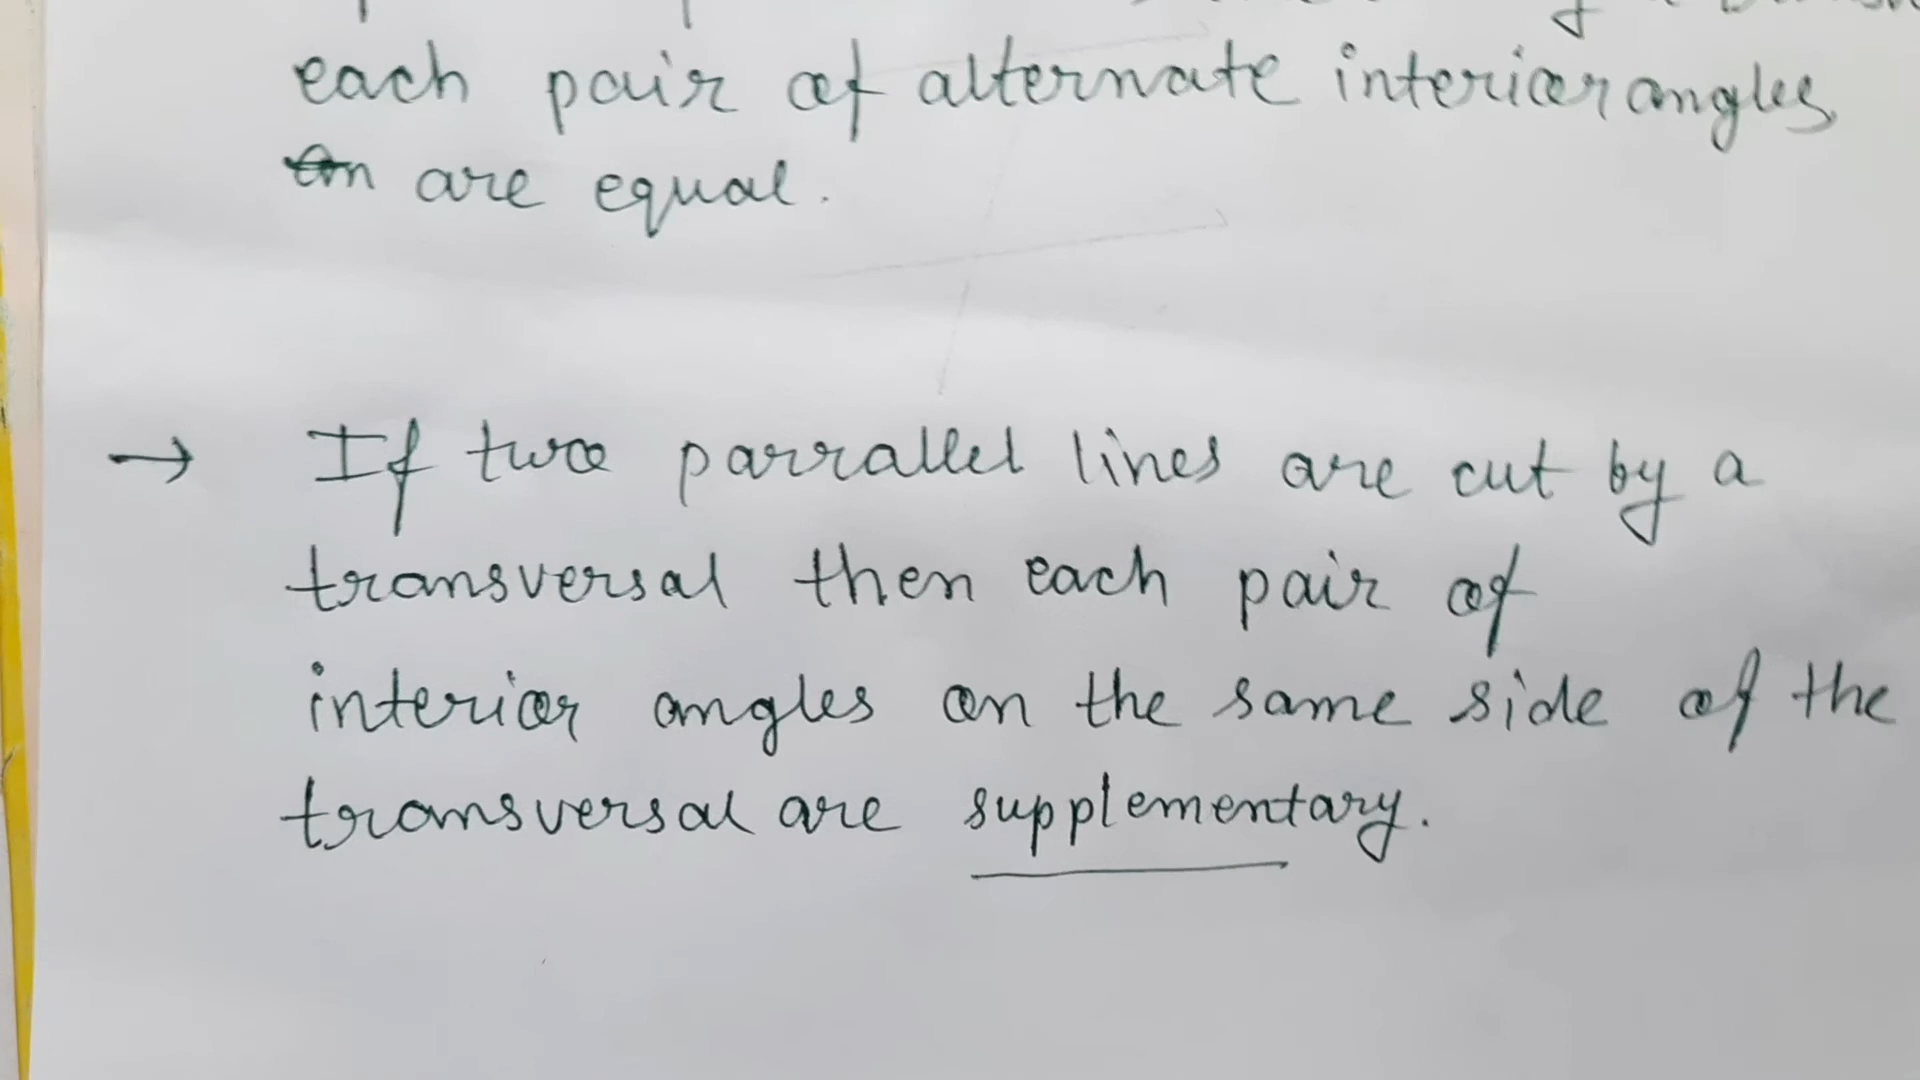 each pair of alternate interior angles
are equal.
→ If two parrallel lines are cut by a
transversal then each pair of
interior angles on the same side of the
transversal are supplementary.